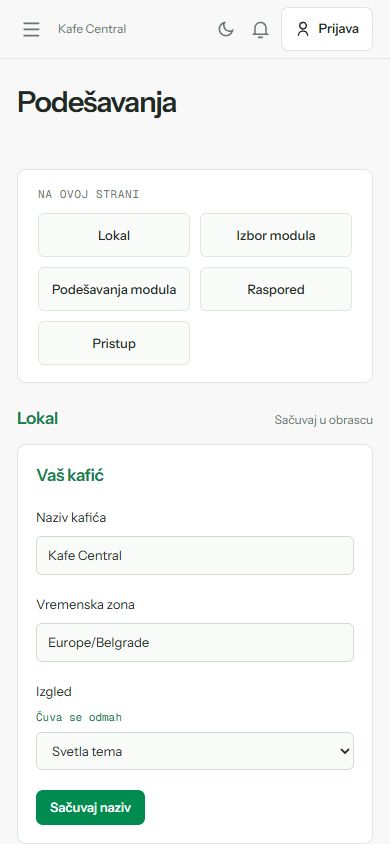 Kafe Central
Prijava
Podešavanja
NA OVOJ STRANI
Lokal
Izbor modula
Podešavanja modula
Raspored
Pristup
Lokal
Sačuvaj u obrascu
Vaš kafić
Naziv kafića
Kafe Central
Vremenska zona
Europe/Belgrade
Izgled
Čuva se odmah
Svetla tema
Sačuvaj naziv